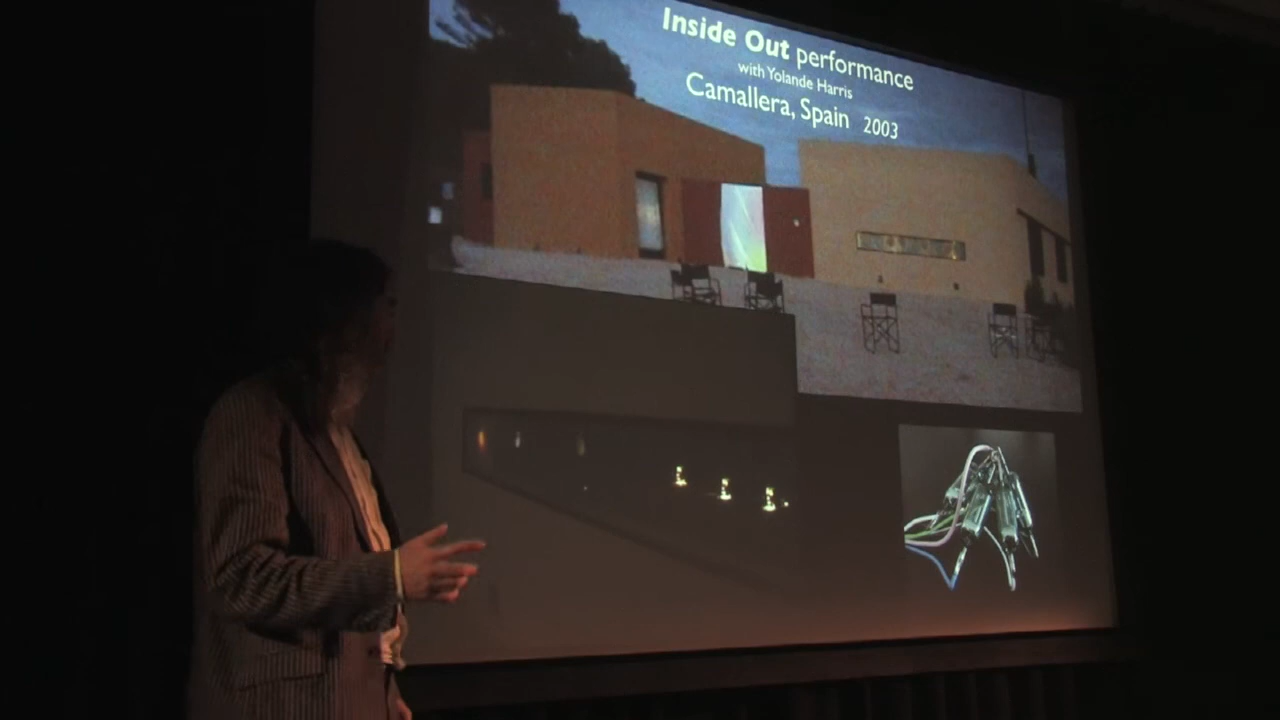 Inside Out performance
with Yolande Harris
Camallera, Spain 2003